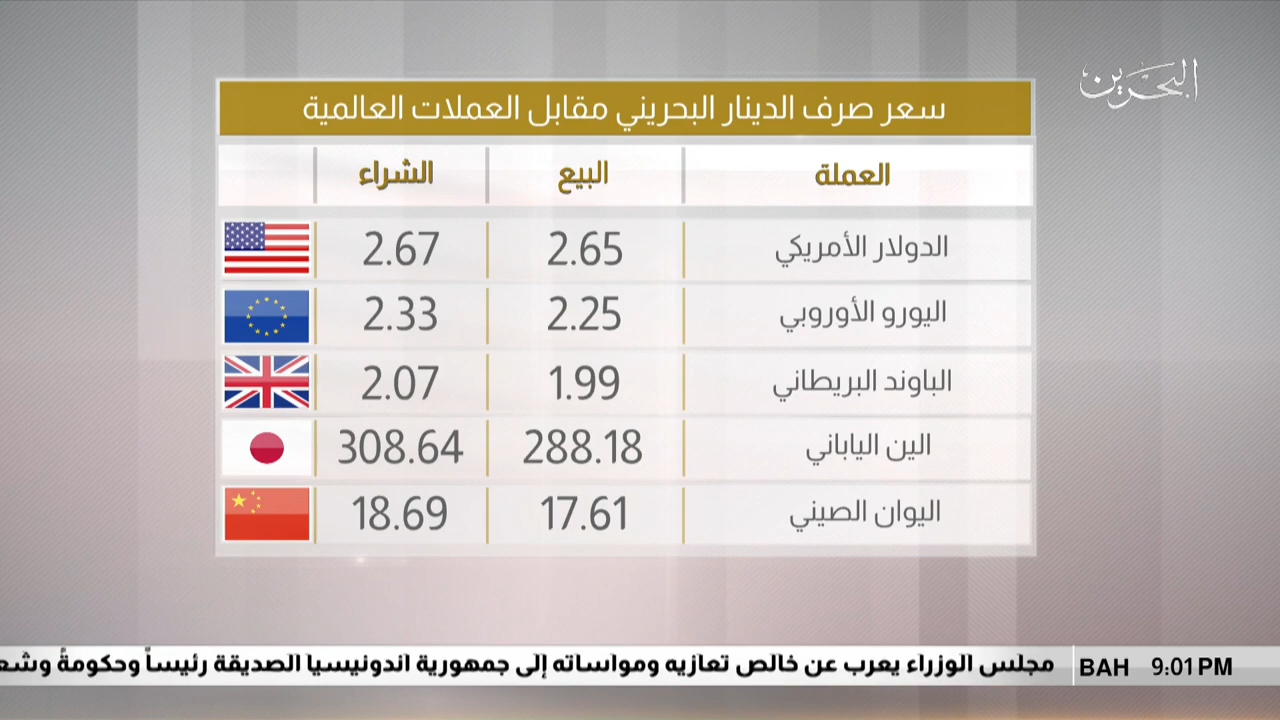 البحرين
سعر صرف الدينار البحريني مقابل العملات العالمية
العملة البيع الشراء
الدولار الأمريكي 2.65 2.67
اليورو الأوروبي 2.25 2.33
الباوند البريطاني 1.99 2.07
الين الياباني 288.18 308.64
اليوان الصيني 17.61 18.69
BAH 9:01 PM
مجلس الوزراء يعرب عن خالص تعازيه ومواساته إلى جمهورية اندونيسيا الصديقة رئيساً وحكومةً وشع